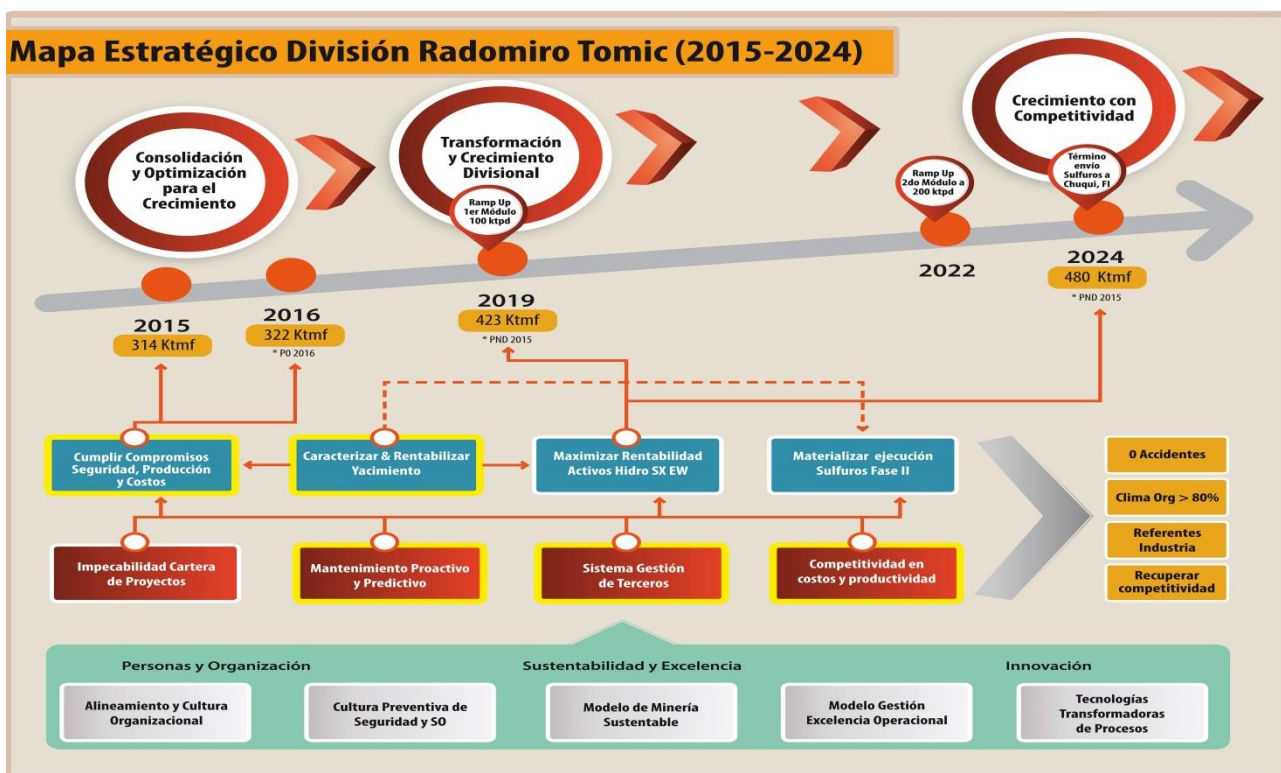 Mapa Estratégico División Radomiro Tomic (2015-2024)
Consolidación
y Optimización
para el
Crecimiento
Transformación
y Crecimiento
Divisional
Ramp Up
1er Módulo
100 ktpd
Ramp Up
2do Módulo a
200 ktpd
Crecimiento con
Competitividad
Término
envío
Sulfuros a
Chuqui, FI
2015
314 Ktmf
2016
322 Ktmf
* P0 2016
2019
423 Ktmf
* PND 2015
2022
2024
480 Ktmf
* PND 2015
Cumplir Compromisos
Seguridad, Producción
y Costos
Caracterizar & Rentabilizar
Yacimiento
Maximizar Rentabilidad
Activos Hidro SX EW
Materializar ejecución
Sulfuros Fase II
Impecabilidad Cartera
de Proyectos
Mantenimiento Proactivo
y Predictivo
Sistema Gestión
de Terceros
Competitividad en
costos y productividad
0 Accidentes
Clima Org > 80%
Referentes
Industria
Recuperar
competitividad
Personas y Organización
Sustentabilidad y Excelencia
Innovación
Alineamiento y Cultura
Organizacional
Cultura Preventiva de
Seguridad y SO
Modelo de Minería
Sustentable
Modelo Gestión
Excelencia Operacional
Tecnologías
Transformadoras
de Procesos